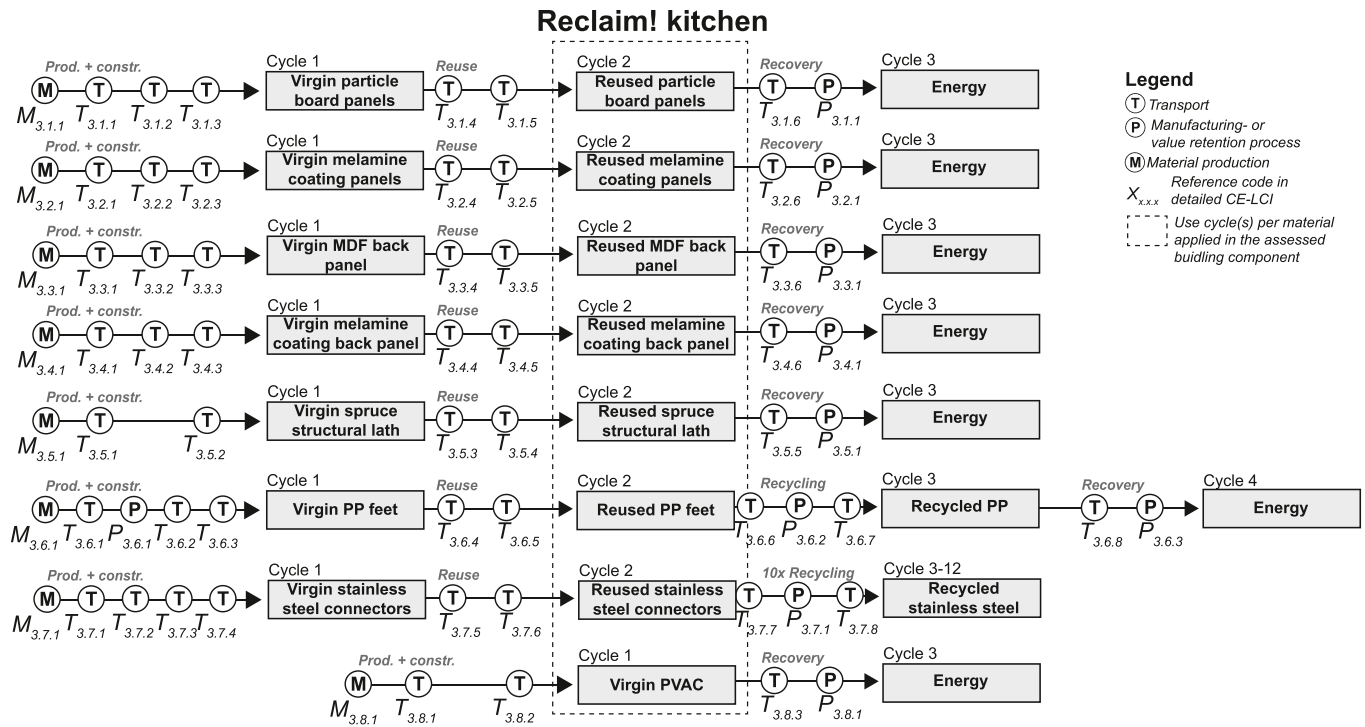 Reclaim! kitchen
Prod. + constr.
Cycle 1
Reuse
Cycle 2
Recovery
Cycle 3
M T T T
Virgin particle
board panels
T T
Reused particle
board panels
T P
Energy
M3.1.1 T3.1.1 T3.1.2 T3.1.3 T3.1.4 T3.1.5 T3.1.6 P3.1.1
Prod. + constr.
Cycle 1
Reuse
Cycle 2
Recovery
Cycle 3
M T T T
Virgin melamine
coating panels
T T
Reused melamine
coating panels
T P
Energy
M3.2.1 T3.2.1 T3.2.2 T3.2.3 T3.2.4 T3.2.5 T3.2.6 P3.2.1
Prod. + constr.
Cycle 1
Reuse
Cycle 2
Recovery
Cycle 3
M T T T
Virgin MDF back
panel
T T
Reused MDF back
panel
T P
Energy
M3.3.1 T3.3.1 T3.3.2 T3.3.3 T3.3.4 T3.3.5 T3.3.6 P3.3.1
Prod. + constr.
Cycle 1
Reuse
Cycle 2
Recovery
Cycle 3
M T T T
Virgin melamine
coating back panel
T T
Reused melamine
coating back panel
T P
Energy
M3.4.1 T3.4.1 T3.4.2 T3.4.3 T3.4.4 T3.4.5 T3.4.6 P3.4.1
Prod. + constr.
Cycle 1
Reuse
Cycle 2
Recovery
Cycle 3
M T T
Virgin spruce
structural lath
T T
Reused spruce
structural lath
T P
Energy
M3.5.1 T3.5.1 T3.5.2 T3.5.3 T3.5.4 T3.5.5 P3.5.1
Prod. + constr.
Cycle 1
Reuse
Cycle 2
Recycling
Cycle 3
Recovery
Cycle 4
M T P T T
Virgin PP feet
T T
Reused PP feet
T P T
Recycled PP
T P
Energy
M3.6.1 T3.6.1 P3.6.1 T3.6.2 T3.6.3 T3.6.4 T3.6.5 T3.6.6 P3.6.2 T3.6.7 T3.6.8 P3.6.3
Prod. + constr.
Cycle 1
Reuse
Cycle 2
10x Recycling
Cycle 3-12
M T T T T
Virgin stainless
steel connectors
T T
Reused stainless
steel connectors
T P T
Recycled
stainless steel
M3.7.1 T3.7.1 T3.7.2 T3.7.3 T3.7.4 T3.7.5 T3.7.6 T3.7.7 P3.7.1 T3.7.8
Prod. + constr.
Cycle 1
Recovery
Cycle 3
M T T
Virgin PVAC
T P
Energy
M3.8.1 T3.8.1 T3.8.2 T3.8.3 P3.8.1
Legend
T Transport
P Manufacturing- or
value retention process
M Material production
Xx.x.x Reference code in
detailed CE-LCI
Use cycle(s) per material
applied in the assessed
buidling component